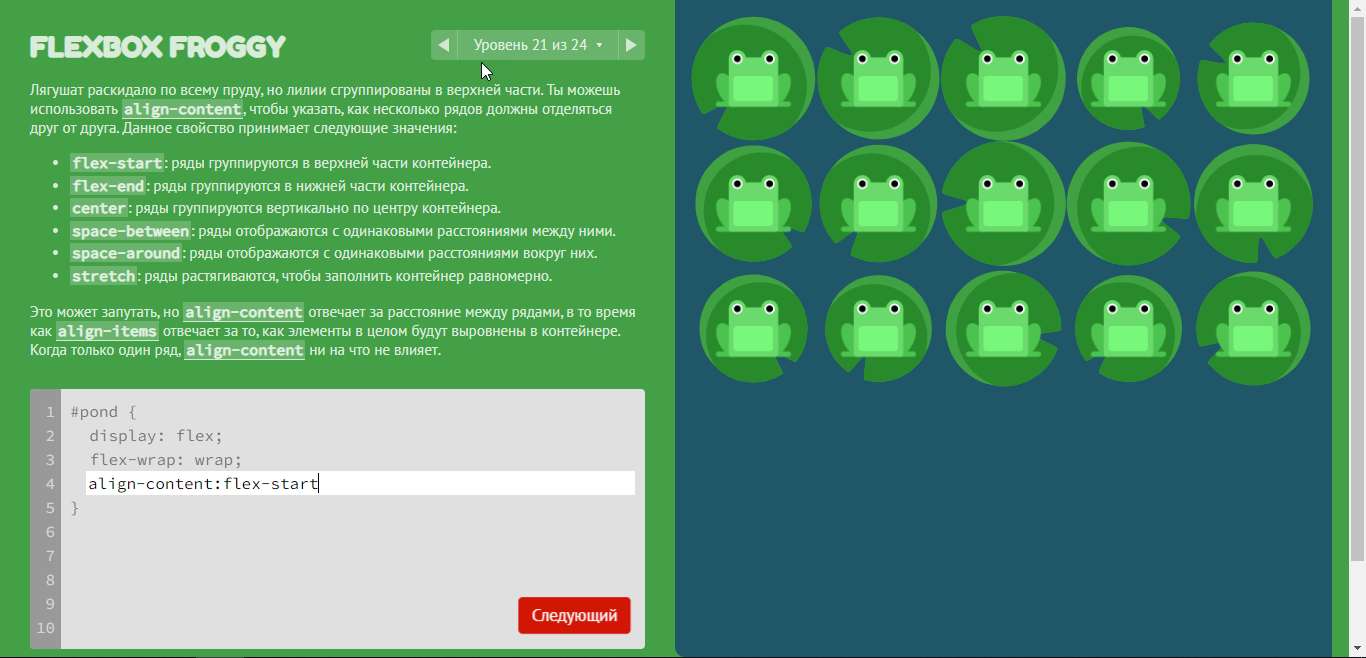 FLEXBOX FROGGY
Уровень 21 из 24
Лягушат раскидало по всему пруду, но лилии сгруппированы в верхней части. Ты можешь
использовать align-content, чтобы указать, как несколько рядов должны отделяться
друг от друга. Данное свойство принимает следующие значения:
• flex-start: ряды группируются в верхней части контейнера.
• flex-end: ряды группируются в нижней части контейнера.
• center: ряды группируются вертикально по центру контейнера.
• space-between: ряды отображаются с одинаковыми расстояниями между ними.
• space-around: ряды отображаются с одинаковыми расстояниями вокруг них.
• stretch: ряды растягиваются, чтобы заполнить контейнер равномерно.
Это может запутать, но align-content отвечает за расстояние между рядами, в то время
как align-items отвечает за то, как элементы в целом будут выровнены в контейнере.
Когда только один ряд, align-content ни на что не влияет.
1 #pond {
2 display: flex;
3 flex-wrap: wrap;
4 align-content:flex-start
5 }
6
7
8
9
10
Следующий